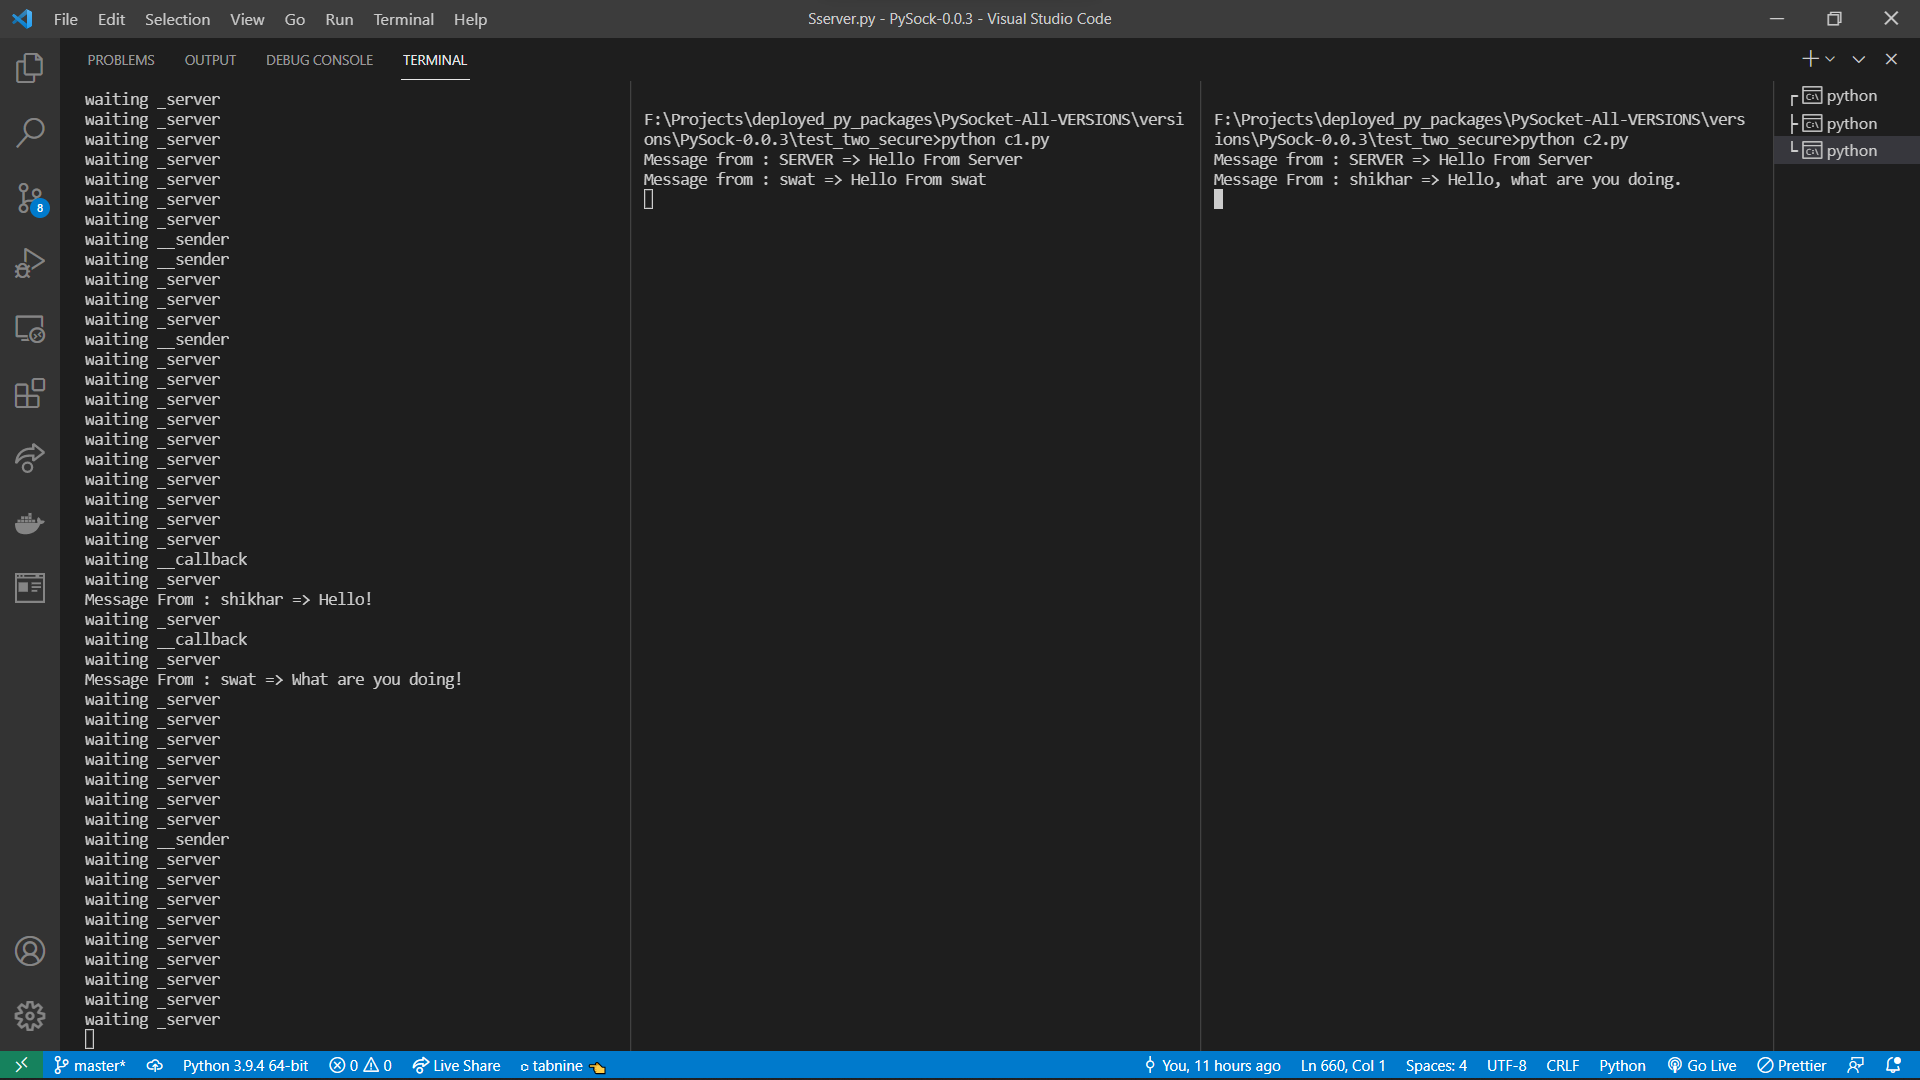 File Edit Selection View Go Run Terminal Help
Sserver.py - PySock-0.0.3 - Visual Studio Code
PROBLEMS OUTPUT DEBUG CONSOLE TERMINAL
waiting _server
waiting _server
waiting _server
waiting _server
waiting _server
waiting _server
waiting _server
waiting __sender
waiting __sender
waiting _server
waiting _server
waiting _server
waiting __sender
waiting _server
waiting _server
waiting _server
waiting _server
waiting _server
waiting _server
waiting _server
waiting _server
waiting _server
waiting _server
waiting __callback
waiting _server
Message From : shikhar => Hello!
waiting _server
waiting __callback
waiting _server
Message From : swat => What are you doing!
waiting _server
waiting _server
waiting _server
waiting _server
waiting _server
waiting _server
waiting _server
waiting __sender
waiting _server
waiting _server
waiting _server
waiting _server
waiting _server
waiting _server
waiting _server
waiting _server
waiting _server
F:\Projects\deployed_py_packages\PySocket-All-VERSIONS\versi
ons\PySock-0.0.3\test_two_secure>python c1.py
Message from : SERVER => Hello From Server
Message from : swat => Hello From swat
F:\Projects\deployed_py_packages\PySocket-All-VERSIONS\vers
ions\PySock-0.0.3\test_two_secure>python c2.py
Message from : SERVER => Hello From Server
Message From : shikhar => Hello, what are you doing.
python
python
python
8
master* Python 3.9.4 64-bit 0 0 Live Share tabnine You, 11 hours ago Ln 660, Col 1 Spaces: 4 UTF-8 CRLF Python Go Live Prettier